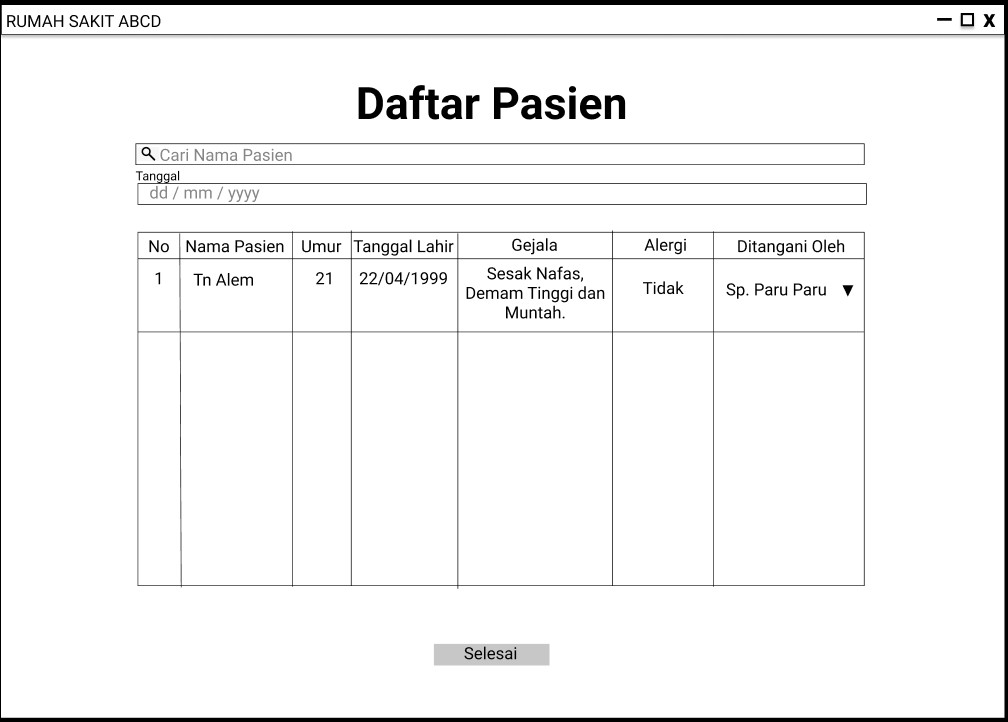 RUMAH SAKIT ABCD
X
Daftar Pasien
Cari Nama Pasien
Tanggal
dd / mm / yyyy
No Nama Pasien Umur Tanggal Lahir Gejala Alergi Ditangani Oleh
1 Tn Alem 21 22/04/1999 Sesak Nafas, Tidak Sp. Paru Paru ▼
Demam Tinggi dan
Muntah.
Selesai